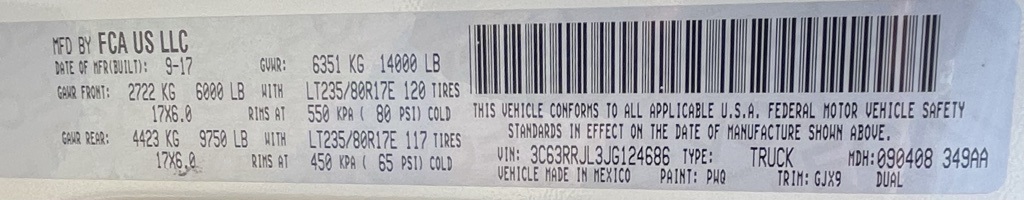 MFD BY FCA US LLC
DATE OF MFR(BUILT): 9-17 GVWR: 6351 KG 14000 LB
GAWR FRONT: 2722 KG 6000 LB WITH LT235/80R17E 120 TIRES
17X6.0 RIMS AT 550 KPA ( 80 PSI) COLD
GAWR REAR: 4423 KG 9750 LB WITH LT235/80R17E 117 TIRES
17X6.0 RIMS AT 450 KPA ( 65 PSI) COLD
THIS VEHICLE CONFORMS TO ALL APPLICABLE U.S.A. FEDERAL MOTOR VEHICLE SAFETY
STANDARDS IN EFFECT ON THE DATE OF MANUFACTURE SHOWN ABOVE.
VIN: 3C63RRJL3JG124686 TYPE: TRUCK MDH:090408 349AA
VEHICLE MADE IN MEXICO PAINT: PWQ TRIM: GJX9 DUAL